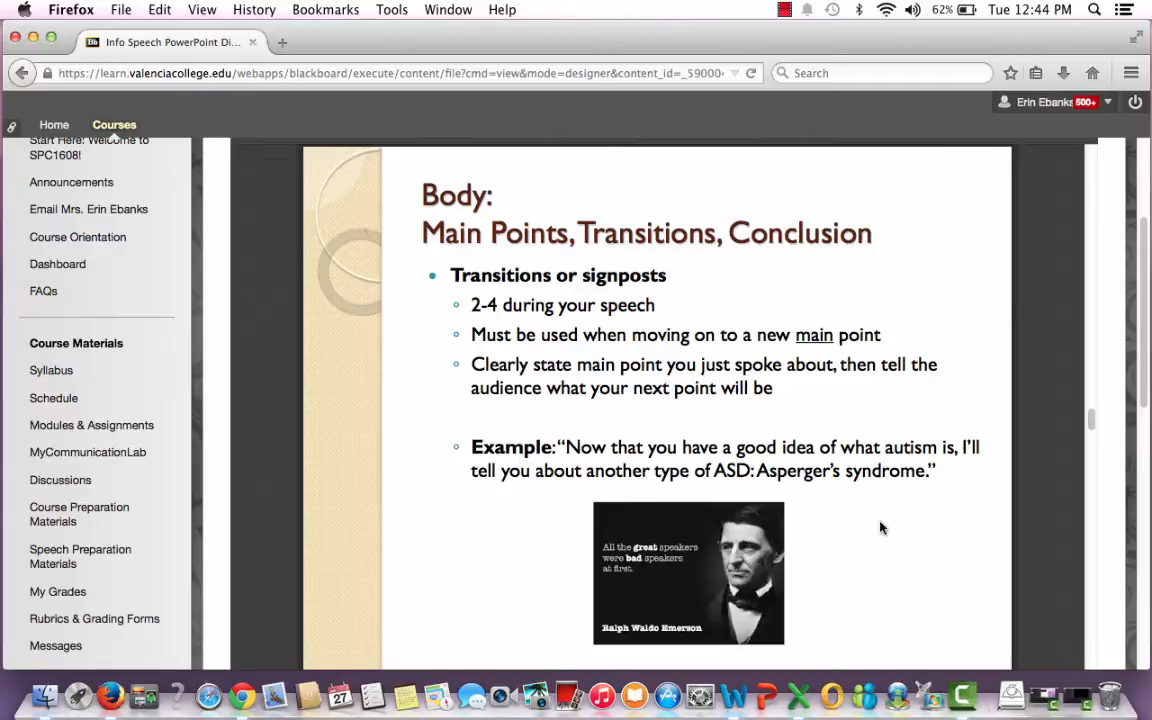 Firefox File Edit View History Bookmarks Tools Window Help 62% Tue 12:44 PM
Info Speech PowerPoint Di...
https://learn.valenciacollege.edu/webapps/blackboard/execute/content/file?cmd=view&mode=designer&content_id=_59000 Search
Erin Ebanks 500+
Home Courses
Start Here: Welcome to
SPC1608!
Announcements
Email Mrs. Erin Ebanks
Course Orientation
Dashboard
FAQs
Course Materials
Syllabus
Schedule
Modules & Assignments
MyCommunicationLab
Discussions
Course Preparation
Materials
Speech Preparation
Materials
My Grades
Rubrics & Grading Forms
Messages
Body:
Main Points, Transitions, Conclusion
Transitions or signposts
2-4 during your speech
Must be used when moving on to a new main point
Clearly state main point you just spoke about, then tell the
audience what your next point will be
Example: “Now that you have a good idea of what autism is, I’ll
tell you about another type of ASD: Asperger’s syndrome.”
All the great speakers
were bad speakers
at first.
Ralph Waldo Emerson
27